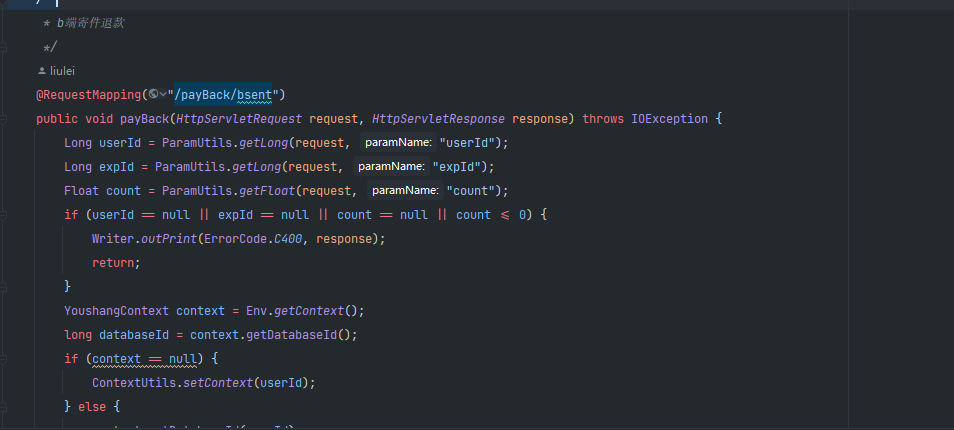 * b端寄件退款
*/
liulei
@RequestMapping("/payBack/bsent")
public void payBack(HttpServletRequest request, HttpServletResponse response) throws IOException {
Long userId = ParamUtils.getLong(request, paramName: "userId");
Long expId = ParamUtils.getLong(request, paramName: "expId");
Float count = ParamUtils.getFloat(request, paramName: "count");
if (userId == null || expId == null || count == null || count <= 0) {
Writer.outPrint(ErrorCode.C400, response);
return;
}
YoushangContext context = Env.getContext();
long databaseId = context.getDatabaseId();
if (context == null) {
ContextUtils.setContext(userId);
} else {